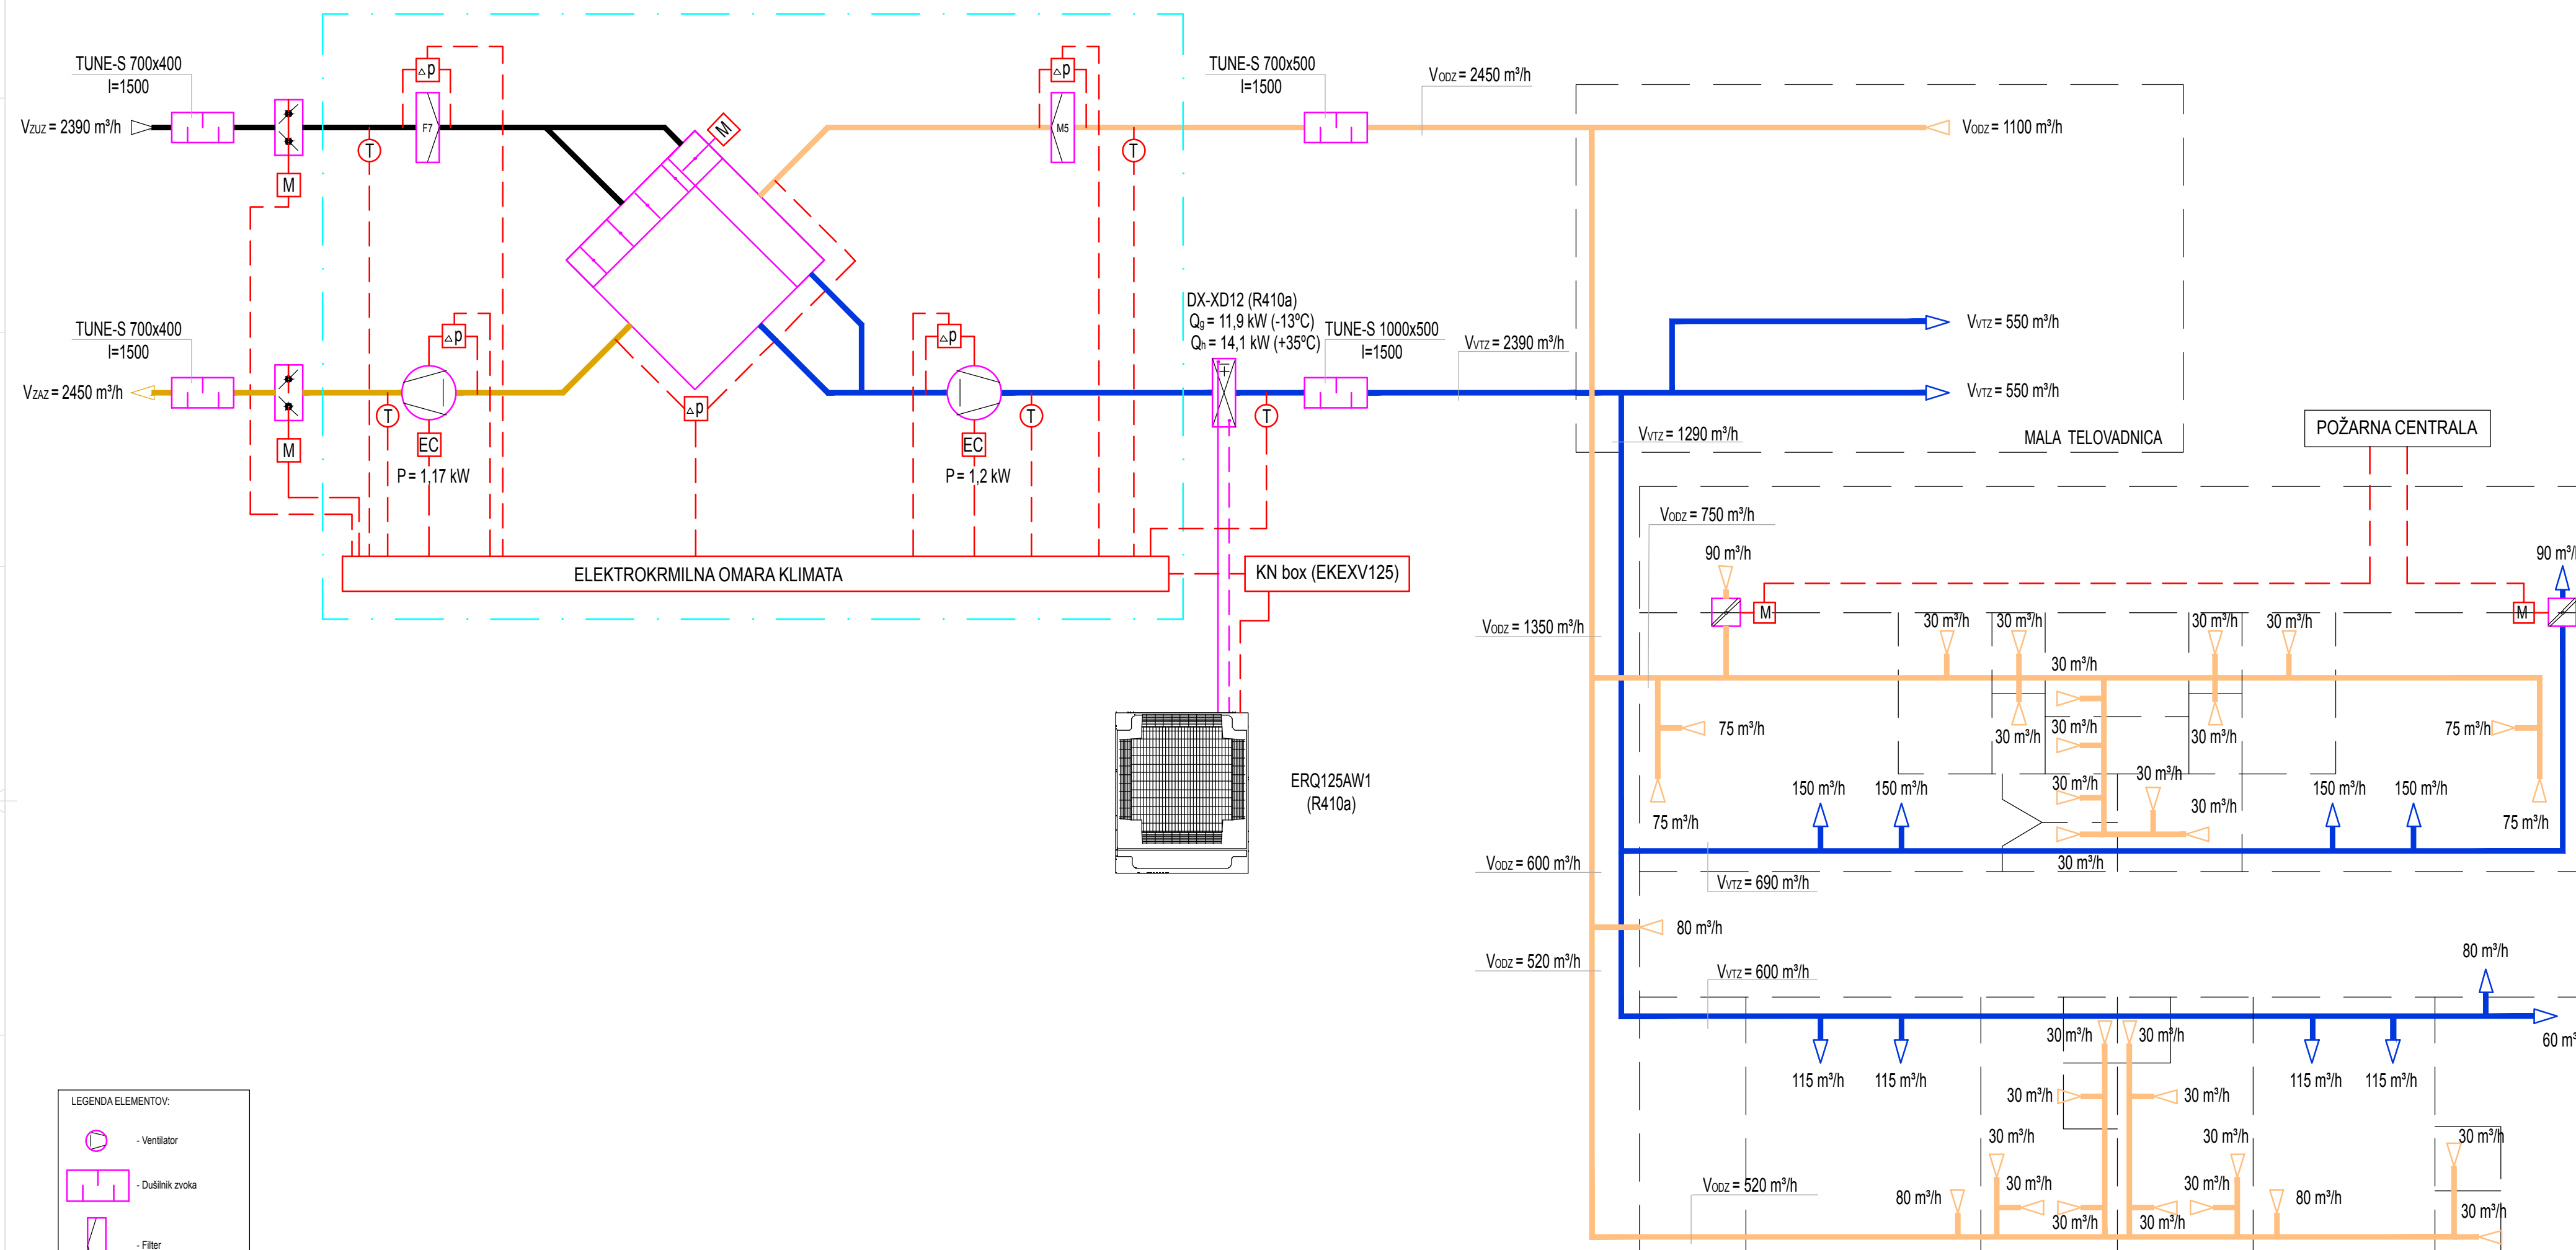 TUNE-S 700x400
l=1500
VZUZ = 2390 m³/h
M
T
△p
F7
M
△p
M5
T
TUNE-S 700x500
l=1500
VODZ = 2450 m³/h
VODZ = 1100 m³/h
TUNE-S 700x400
l=1500
VZAZ = 2450 m³/h
M
T
△p
EC
P = 1,17 kW
△p
△p
EC
P = 1,2 kW
T
DX-XD12 (R410a)
Qg = 11,9 kW (-13ºC)
Qh = 14,1 kW (+35ºC)
TUNE-S 1000x500
l=1500
T
VVTZ = 2390 m³/h
VVTZ = 550 m³/h
VVTZ = 550 m³/h
VVTZ = 1290 m³/h
MALA TELOVADNICA
POŽARNA CENTRALA
ELEKTROKRMILNA OMARA KLIMATA
KN box (EKEXV125)
ERQ125AW1
(R410a)
VODZ = 750 m³/h
90 m³/h
M
M
90 m³/h
VODZ = 1350 m³/h
30 m³/h
30 m³/h
30 m³/h
30 m³/h
30 m³/h
75 m³/h
30 m³/h
30 m³/h
30 m³/h
75 m³/h
30 m³/h
30 m³/h
30 m³/h
150 m³/h
150 m³/h
150 m³/h
150 m³/h
75 m³/h
75 m³/h
30 m³/h
VODZ = 600 m³/h
VVTZ = 690 m³/h
80 m³/h
VODZ = 520 m³/h
VVTZ = 600 m³/h
80 m³/h
60 m³
115 m³/h
115 m³/h
115 m³/h
115 m³/h
30 m³/h
30 m³/h
30 m³/h
30 m³/h
30 m³/h
30 m³/h
30 m³/h
30 m³/h
30 m³/h
VODZ = 520 m³/h
80 m³/h
80 m³/h
30 m³/h
30 m³/h
30 m³/h
LEGENDA ELEMENTOV:
- Ventilator
- Dušilnik zvoka
- Filter